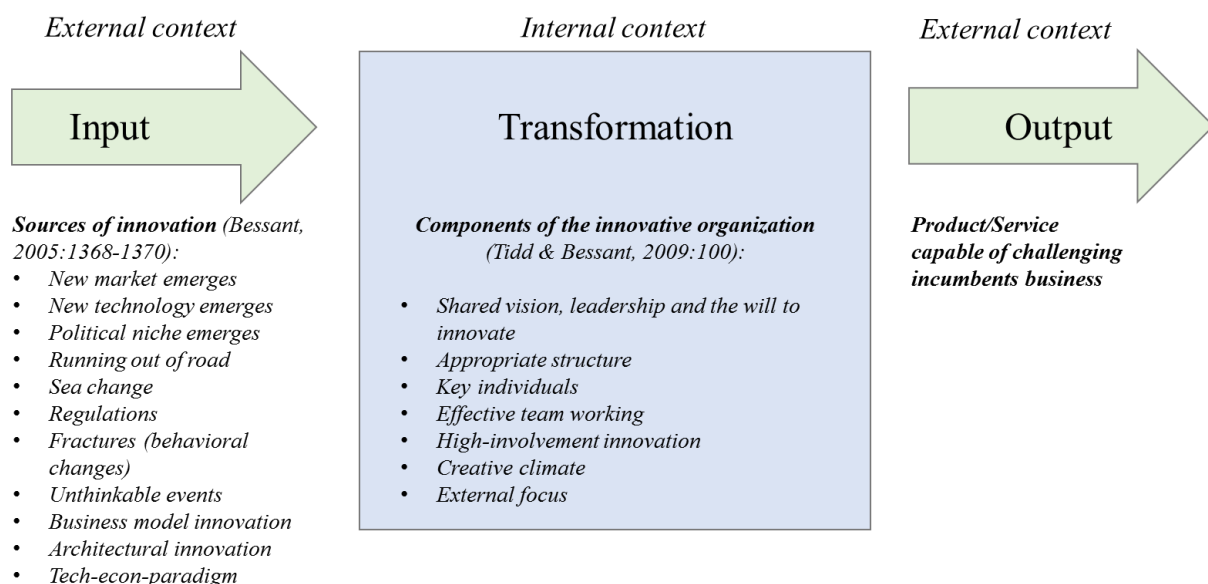 External context
Input
Sources of innovation (Bessant,
2005:1368-1370):
• New market emerges
• New technology emerges
• Political niche emerges
• Running out of road
• Sea change
• Regulations
• Fractures (behavioral
changes)
• Unthinkable events
• Business model innovation
• Architectural innovation
• Tech-econ-paradigm
Internal context
Transformation
Components of the innovative organization
(Tidd & Bessant, 2009:100):
• Shared vision, leadership and the will to
innovate
• Appropriate structure
• Key individuals
• Effective team working
• High-involvement innovation
• Creative climate
• External focus
External context
Output
Product/Service
capable of challenging
incumbents business